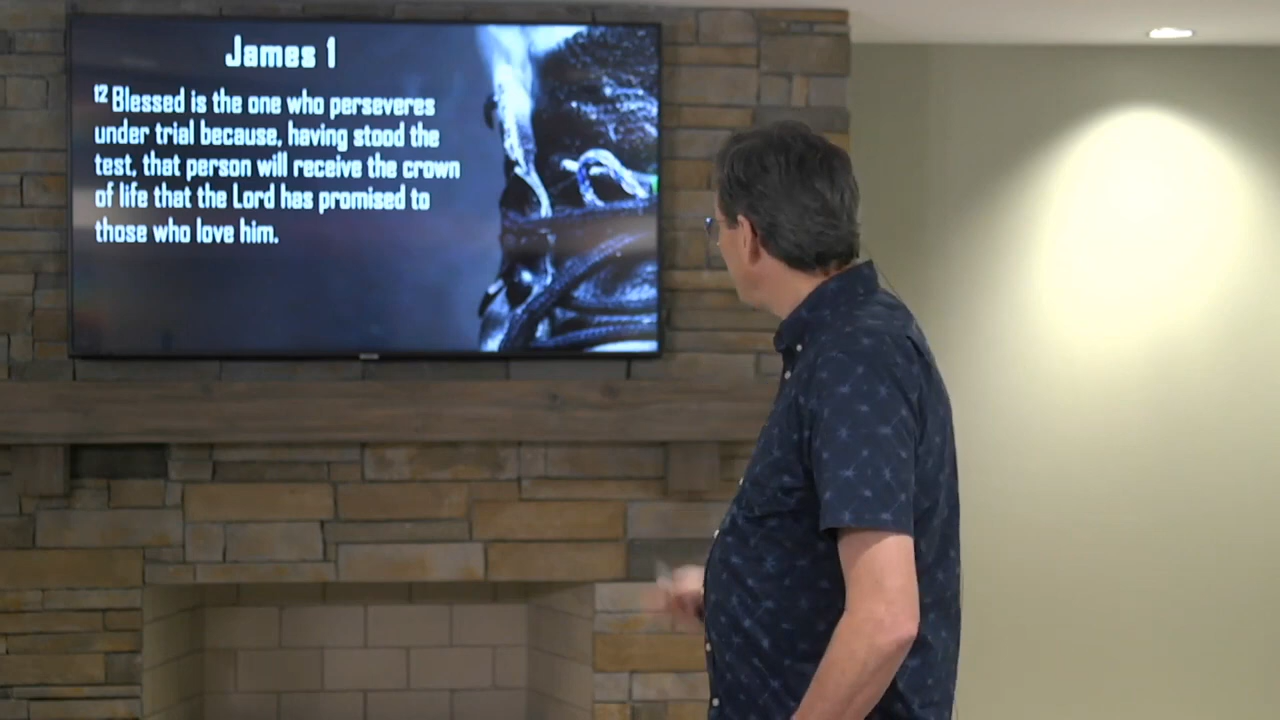 James 1
12 Blessed is the one who perseveres
under trial because, having stood the
test, that person will receive the crown
of life that the Lord has promised to
those who love him.